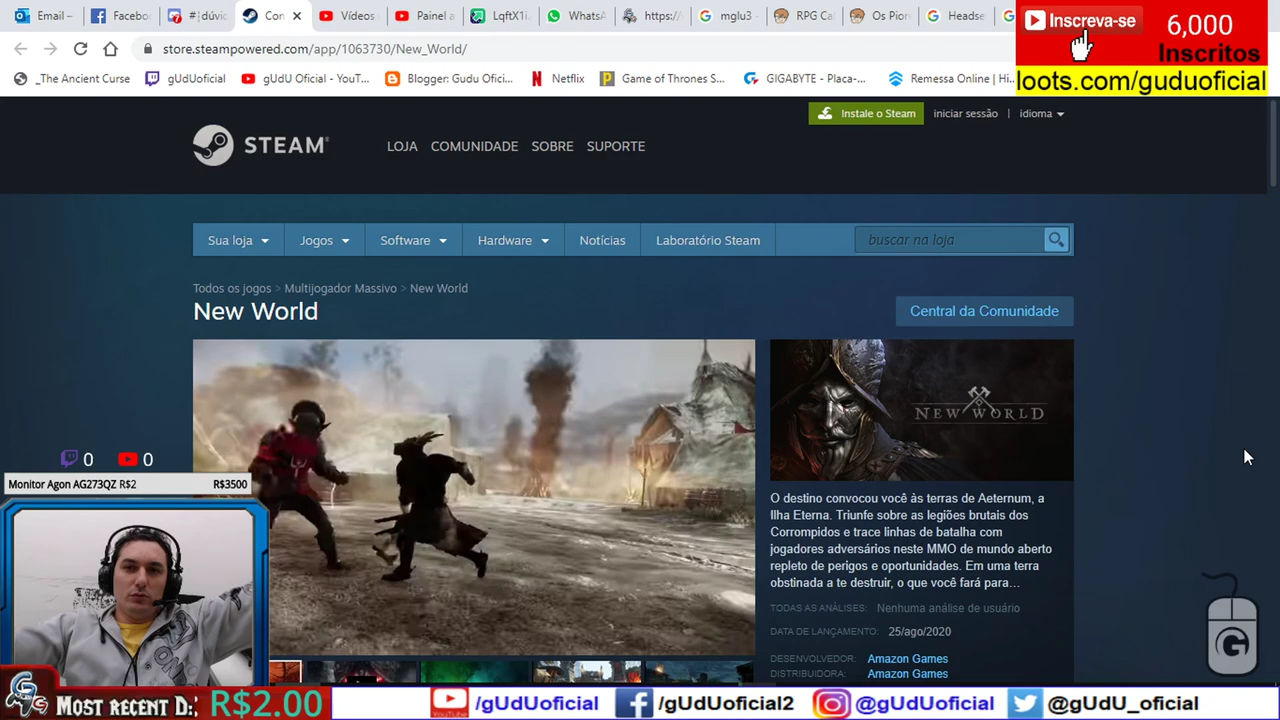 Email –
Facebo
#┊dúvic
Con
Vídeos
Painel a
LqftX1i
WhatsA
https:/
mglu3
RPG Ca
Os Pior
Headse
store.steampowered.com/app/1063730/New_World/
Inscreva-se
6,000
Inscritos
loots.com/guduoficial
_The Ancient Curse
gUdUoficial
gUdU Oficial - YouT...
Blogger: Gudu Ofici...
Netflix
Game of Thrones S...
GIGABYTE - Placa-...
Remessa Online | Hi...
Instale o Steam
iniciar sessão
|
idioma
STEAM®
LOJA
COMUNIDADE
SOBRE
SUPORTE
Sua loja
Jogos
Software
Hardware
Notícias
Laboratório Steam
buscar na loja
Todos os jogos > Multijogador Massivo > New World
New World
Central da Comunidade
NEW WORLD
O destino convocou você às terras de Aeternum, a
Ilha Eterna. Triunfe sobre as legiões brutais dos
Corrompidos e trace linhas de batalha com
jogadores adversários neste MMO de mundo aberto
repleto de perigos e oportunidades. Em uma terra
obstinada a te destruir, o que você fará para...
TODAS AS ANÁLISES: Nenhuma análise de usuário
DATA DE LANÇAMENTO: 25/ago/2020
DESENVOLVEDOR: Amazon Games
DISTRIBUIDORA: Amazon Games
0
0
Monitor Agon AG273QZ R$2
R$3500
G
MOST RECENT D:
R$2.00
YouTube
/gUdUoficial
/gUdUoficial2
@gUdUoficial
@gUdU_oficial